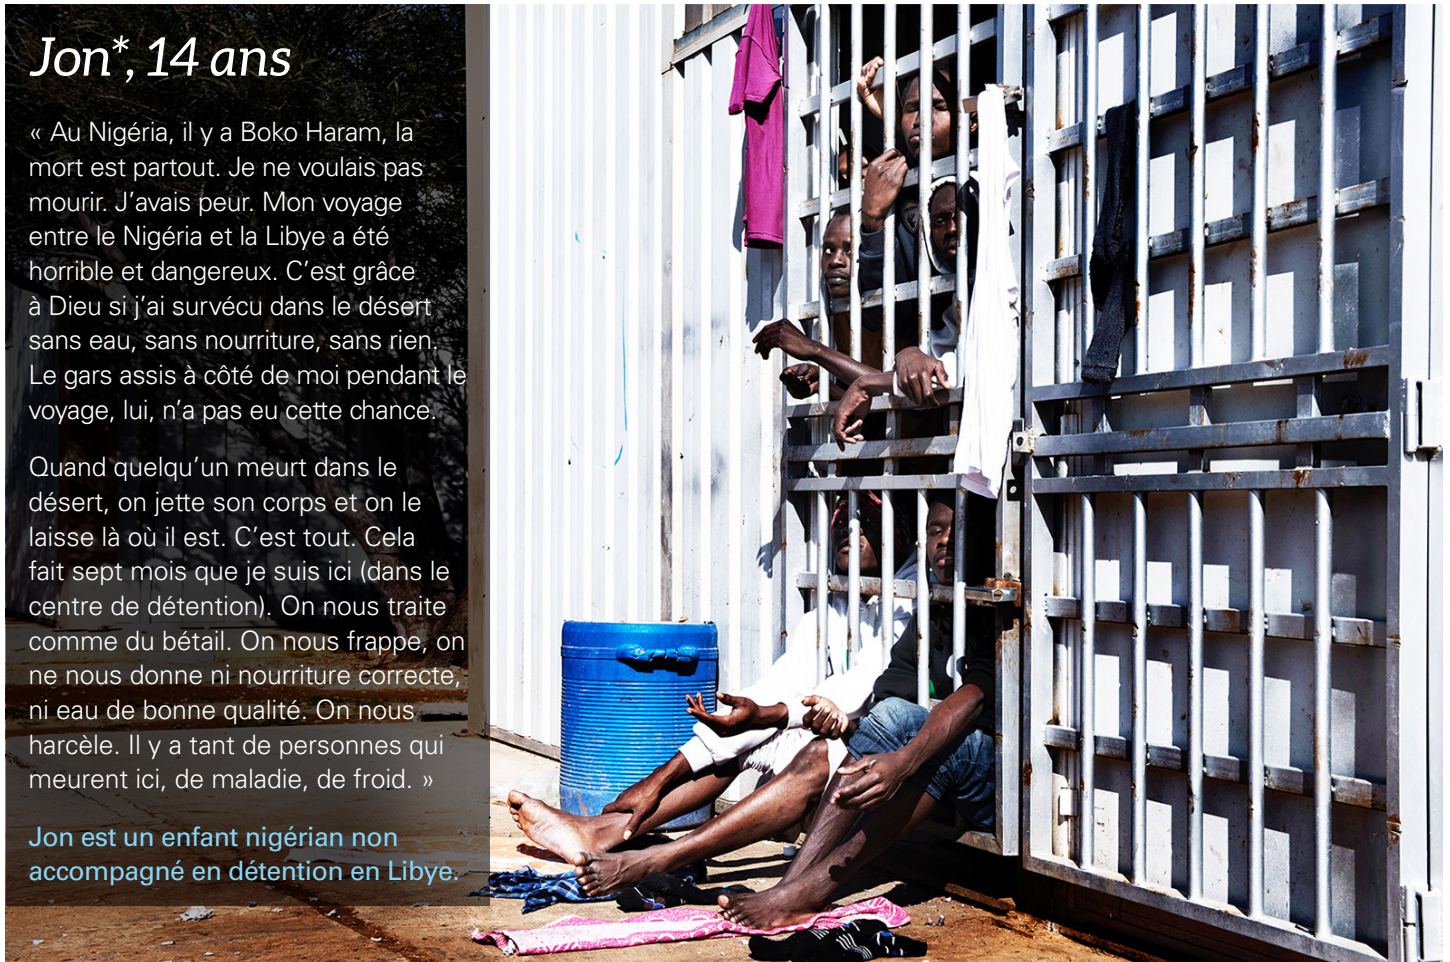 Jon*, 14 ans
« Au Nigéria, il y a Boko Haram, la
mort est partout. Je ne voulais pas
mourir. J’avais peur. Mon voyage
entre le Nigéria et la Libye a été
horrible et dangereux. C’est grâce
à Dieu si j’ai survécu dans le désert
sans eau, sans nourriture, sans rien.
Le gars assis à côté de moi pendant le
voyage, lui, n’a pas eu cette chance.
Quand quelqu’un meurt dans le
désert, on jette son corps et on le
laisse là où il est. C’est tout. Cela
fait sept mois que je suis ici (dans le
centre de détention). On nous traite
comme du bétail. On nous frappe, on
ne nous donne ni nourriture correcte,
ni eau de bonne qualité. On nous
harcèle. Il y a tant de personnes qui
meurent ici, de maladie, de froid. »
Jon est un enfant nigérian non
accompagné en détention en Libye.